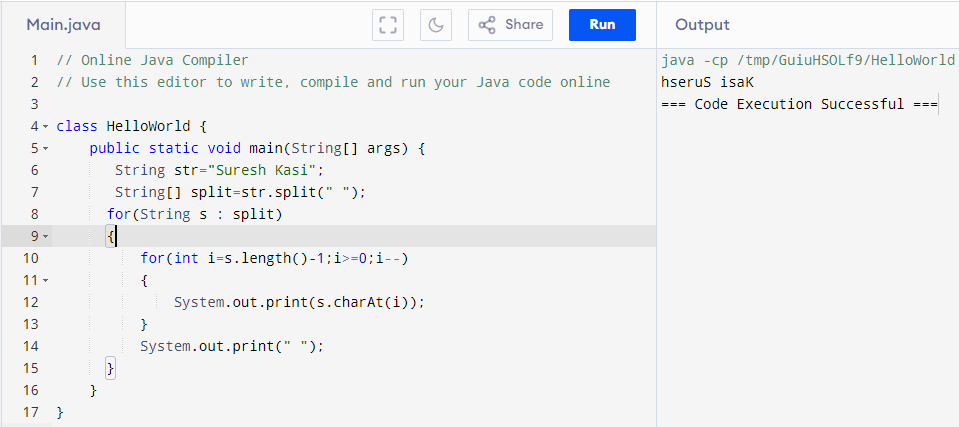 Main.java Share Run Output
1 // Online Java Compiler
2 // Use this editor to write, compile and run your Java code online
3
4 class HelloWorld {
5 public static void main(String[] args) {
6 String str="Suresh Kasi";
7 String[] split=str.split(" ");
8 for(String s : split)
9 {
10 for(int i=s.length()-1;i>=0;i--)
11 {
12 System.out.print(s.charAt(i));
13 }
14 System.out.print(" ");
15 }
16 }
17 }
java -cp /tmp/GuiuHSOLf9/HelloWorld
hseruS isaK
=== Code Execution Successful ===